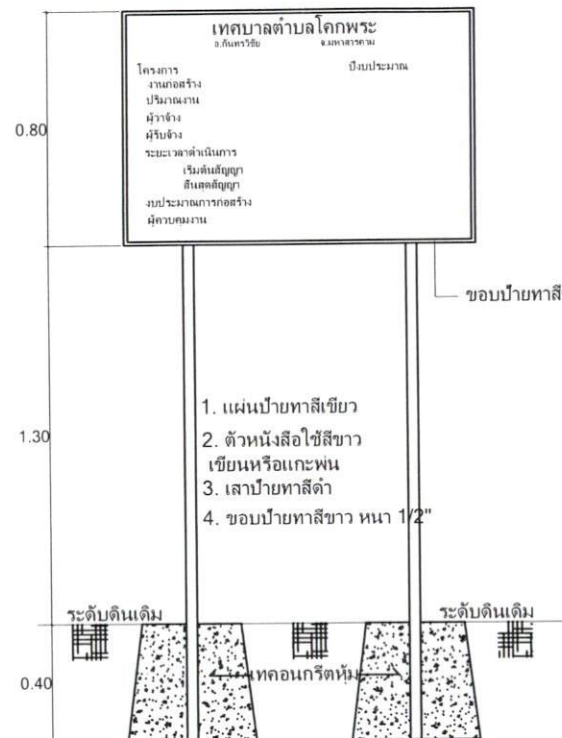 เทศบาลตำบลโคกพระ
อ.กันทรวิชัย จ.มหาสารคาม
โครงการ ปีงบประมาณ
งานก่อสร้าง
ปริมาณงาน
ผู้ว่าจ้าง
ผู้รับจ้าง
ระยะเวลาดำเนินการ
เริ่มต้นสัญญา
สิ้นสุดสัญญา
งบประมาณการก่อสร้าง
ผู้ควบคุมงาน
0.80
ขอบป้ายทาสี
1. แผ่นป้ายทาสีเขียว
2. ตัวหนังสือใช้สีขาว
เขียนหรือแกะพ่น
3. เสาป้ายทาสีดำ
4. ขอบป้ายทาสีขาว หนา 1/2"
1.30
ระดับดินเดิม ระดับดินเดิม
เทคอนกรีตหุ้ม
0.40